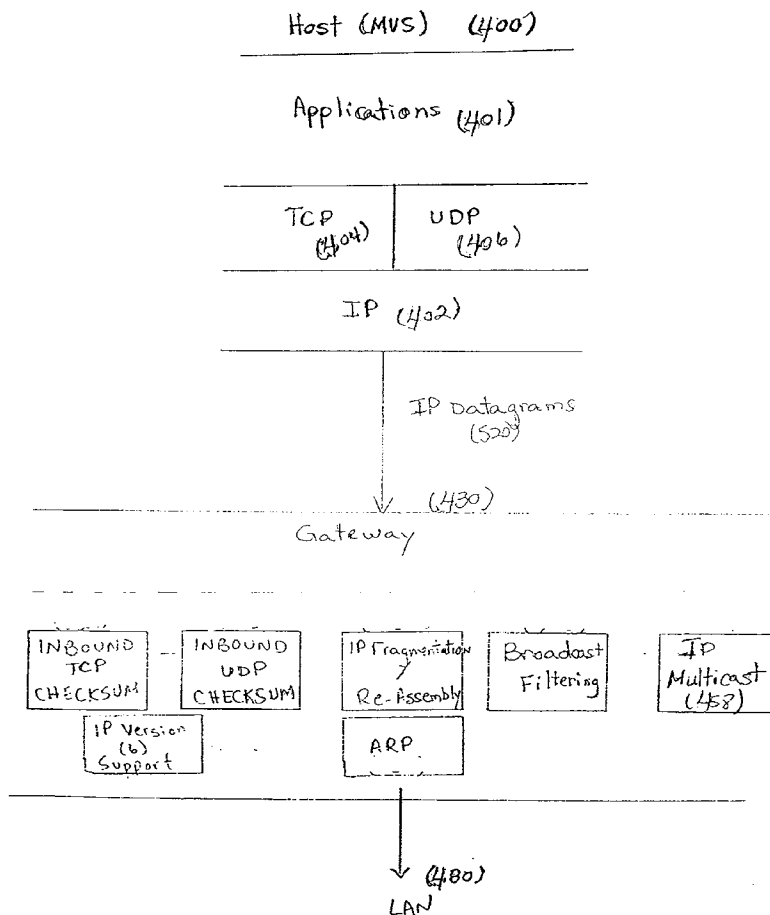 Host (MVS) (400)
Applications (401)
TCP
(404)
UDP
(406)
IP (402)
IP Datagrams
(520)
(430)
Gateway
INBOUND
TCP
CHECKSUM
INBOUND
UDP
CHECKSUM
IP Fragmentation
/
Re-Assembly
Broadcast
Filtering
IP
Multicast
(458)
IP Version
(6)
Support
ARP
(480)
LAN